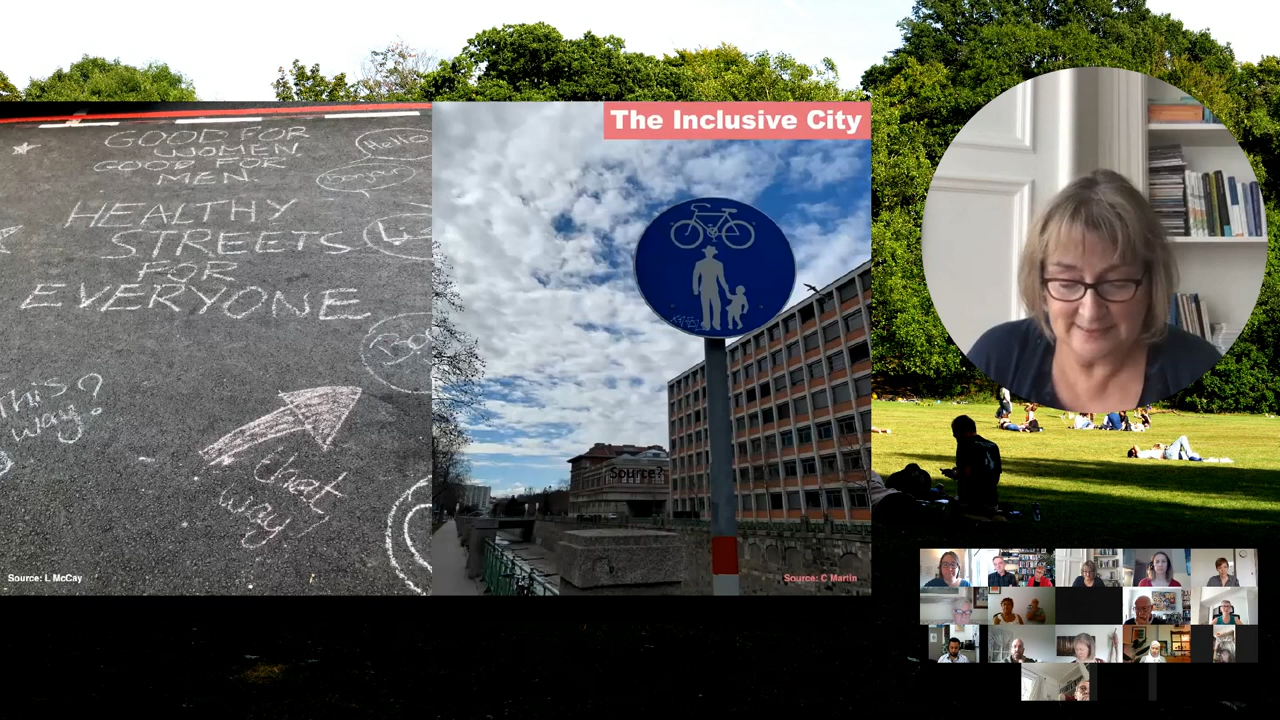 GOOD FOR
WOMEN
GOOD FOR
MEN
HEALTHY
STREETS
FOR
EVERYONE
Hello
Bonjour
This?
way?
that
way?
Source: L McCay
The Inclusive City
Source?
Source: C Martin